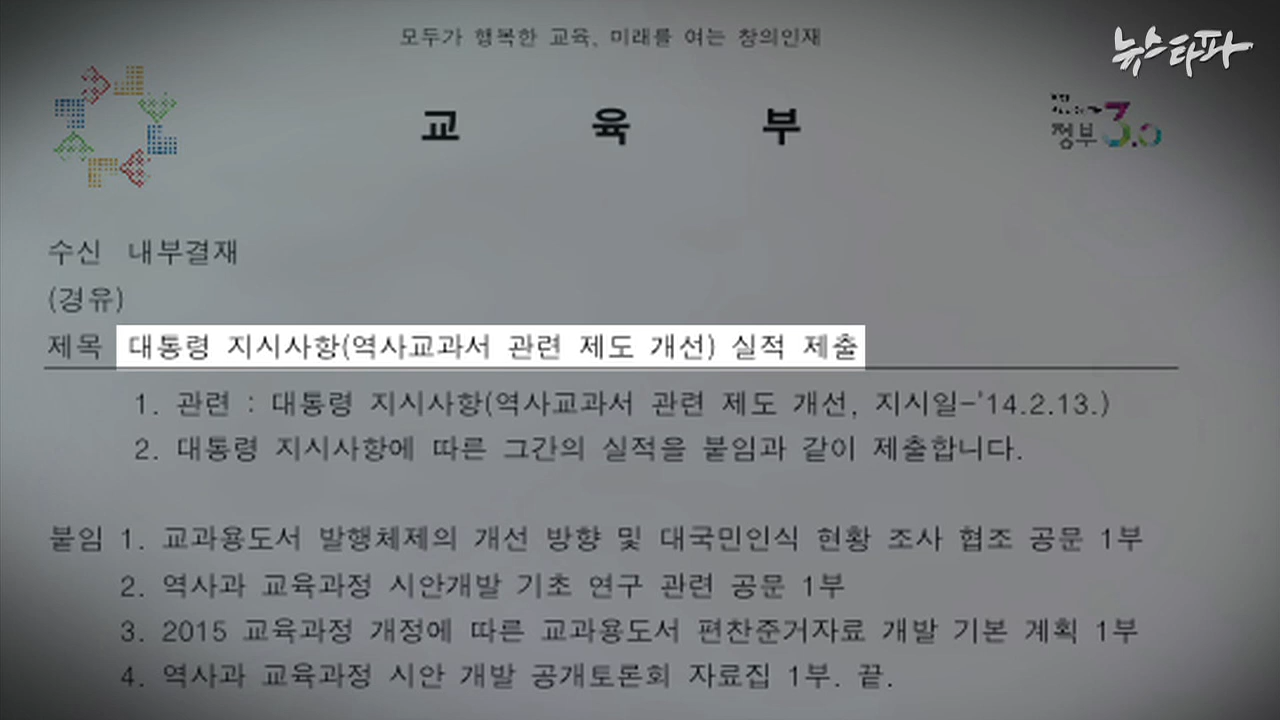 모두가 행복한 교육, 미래를 여는 창의인재
뉴스타파
교 육 부
정부3.0
수신 내부결재
(경유)
제목 대통령 지시사항(역사교과서 관련 제도 개선) 실적 제출
1. 관련 : 대통령 지시사항(역사교과서 관련 제도 개선, 지시일-'14.2.13.)
2. 대통령 지시사항에 따른 그간의 실적을 붙임과 같이 제출합니다.
붙임 1. 교과용도서 발행체제의 개선 방향 및 대국민인식 현황 조사 협조 공문 1부
2. 역사과 교육과정 시안개발 기초 연구 관련 공문 1부
3. 2015 교육과정 개정에 따른 교과용도서 편찬준거자료 개발 기본 계획 1부
4. 역사과 교육과정 시안 개발 공개토론회 자료집 1부. 끝.